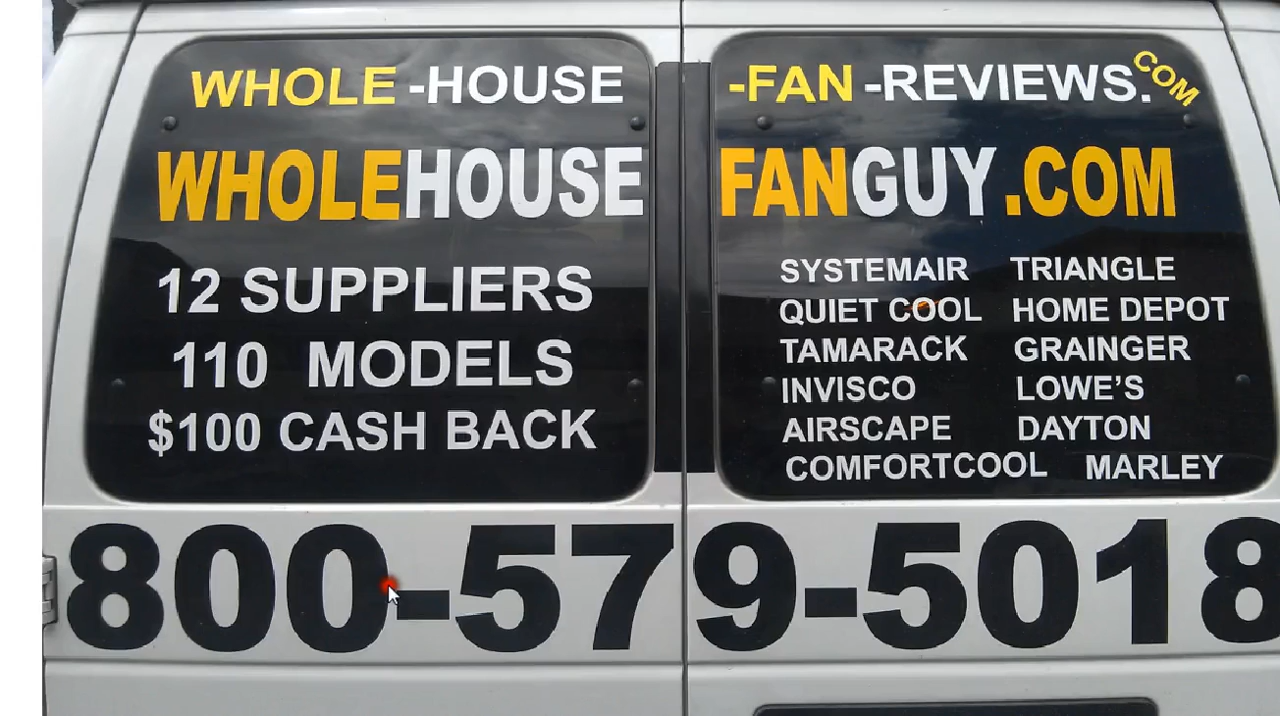 WHOLE-HOUSE -FAN-REVIEWS.COM
WHOLEHOUSE FANGUY.COM
12 SUPPLIERS
110 MODELS
$100 CASH BACK
SYSTEMAIR TRIANGLE
QUIET COOL HOME DEPOT
TAMARACK GRAINGER
INVISCO LOWE'S
AIRSCAPE DAYTON
COMFORTCOOL MARLEY
800-579-5018